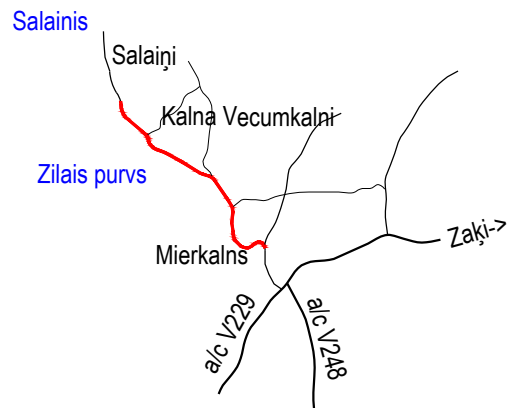 Salainis
Salaiņi
Kalna Vecumkalni
Zilais purvs
Mierkalns
Zaķi->
a/c V229
a/c V248